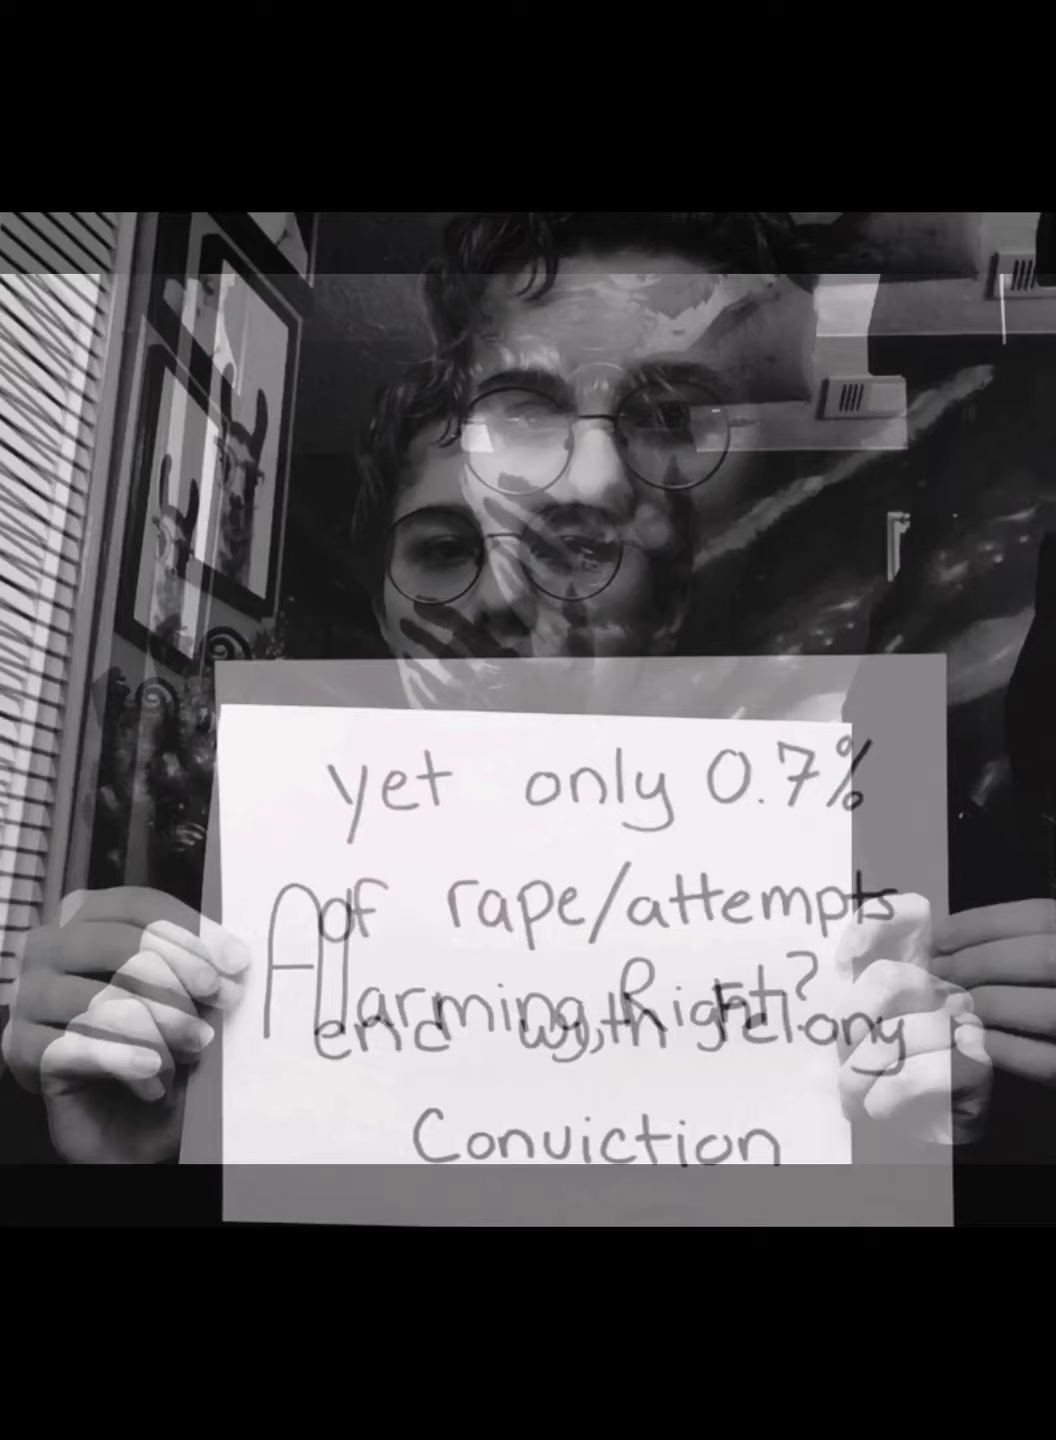 yet only 0.7%
of rape/attempts
end with felony
Conviction
Alarming, Right?